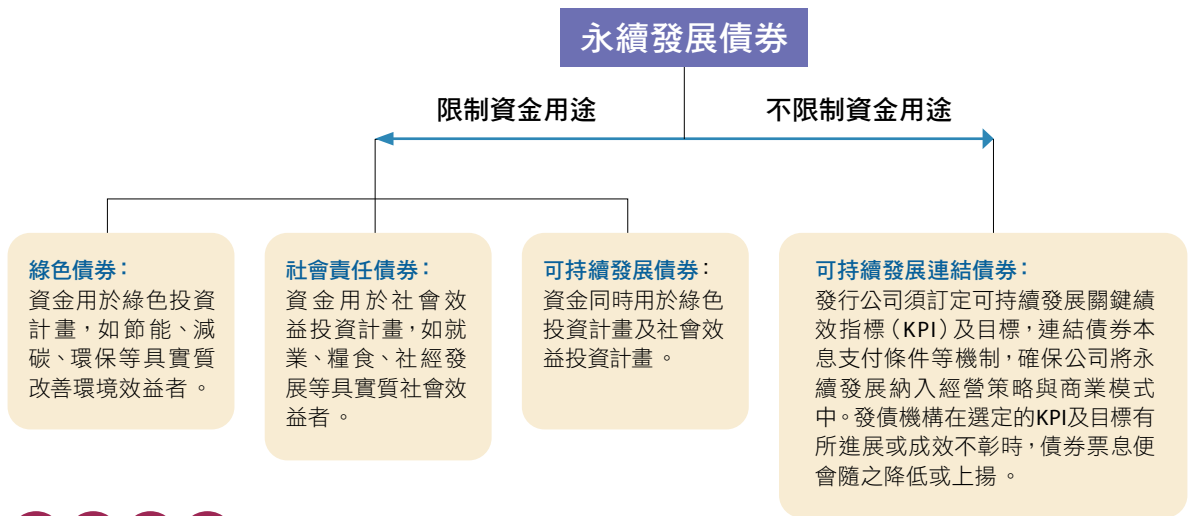 永續發展債券
限制資金用途
不限制資金用途
綠色債券：
資金用於綠色投資
計畫，如節能、減
碳、環保等具實質
改善環境效益者。
社會責任債券：
資金用於社會效
益投資計畫，如就
業、糧食、社經發
展等具實質社會效
益者。
可持續發展債券：
資金同時用於綠色
投資計畫及社會效
益投資計畫。
可持續發展連結債券：
發行公司須訂定可持續發展關鍵績
效指標（KPI）及目標，連結債券本
息支付條件等機制，確保公司將永
續發展納入經營策略與商業模式
中。發債機構在選定的KPI及目標有
所進展或成效不彰時，債券票息便
會隨之降低或上揚。